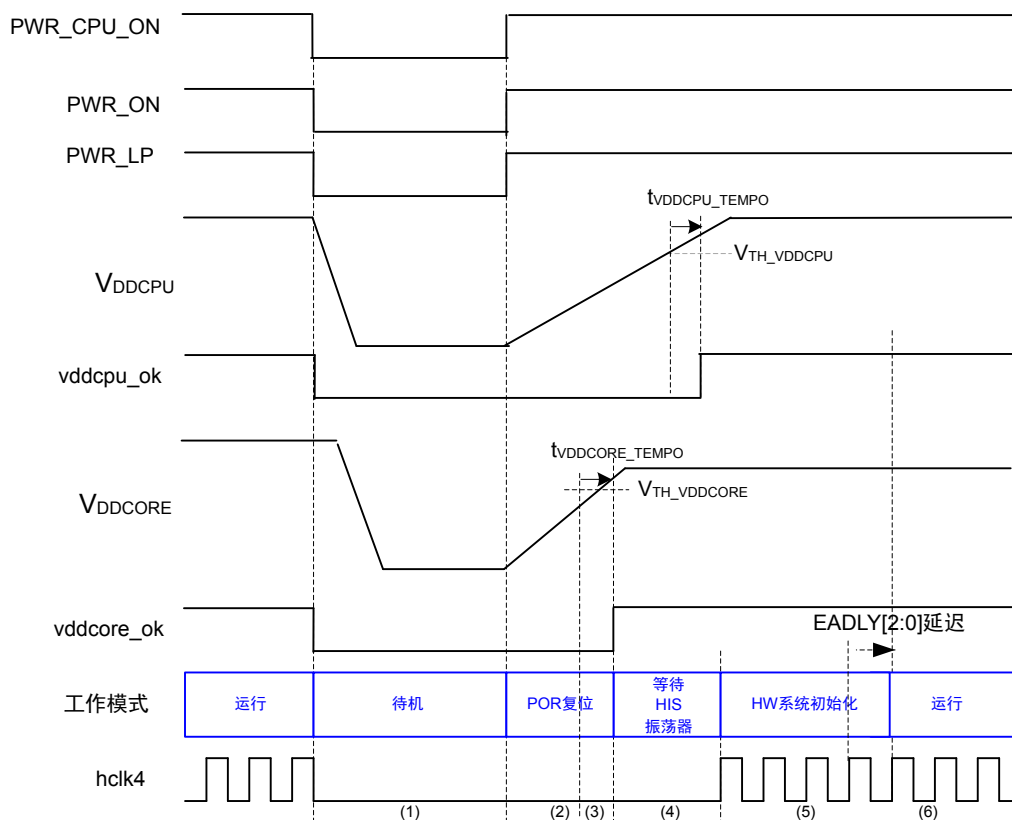 PWR_CPU_ON
PWR_ON
PWR_LP
tVDDCPU_TEMPO
VTH_VDDCPU
VDDCPU
vddcpu_ok
tVDDCORE_TEMPO
VTH_VDDCORE
VDDCORE
vddcore_ok
EADLY[2:0]延迟
工作模式
运行
待机
POR复位
等待
HIS
振荡器
HW系统初始化
运行
hclk4
(1)
(2)
(3)
(4)
(5)
(6)